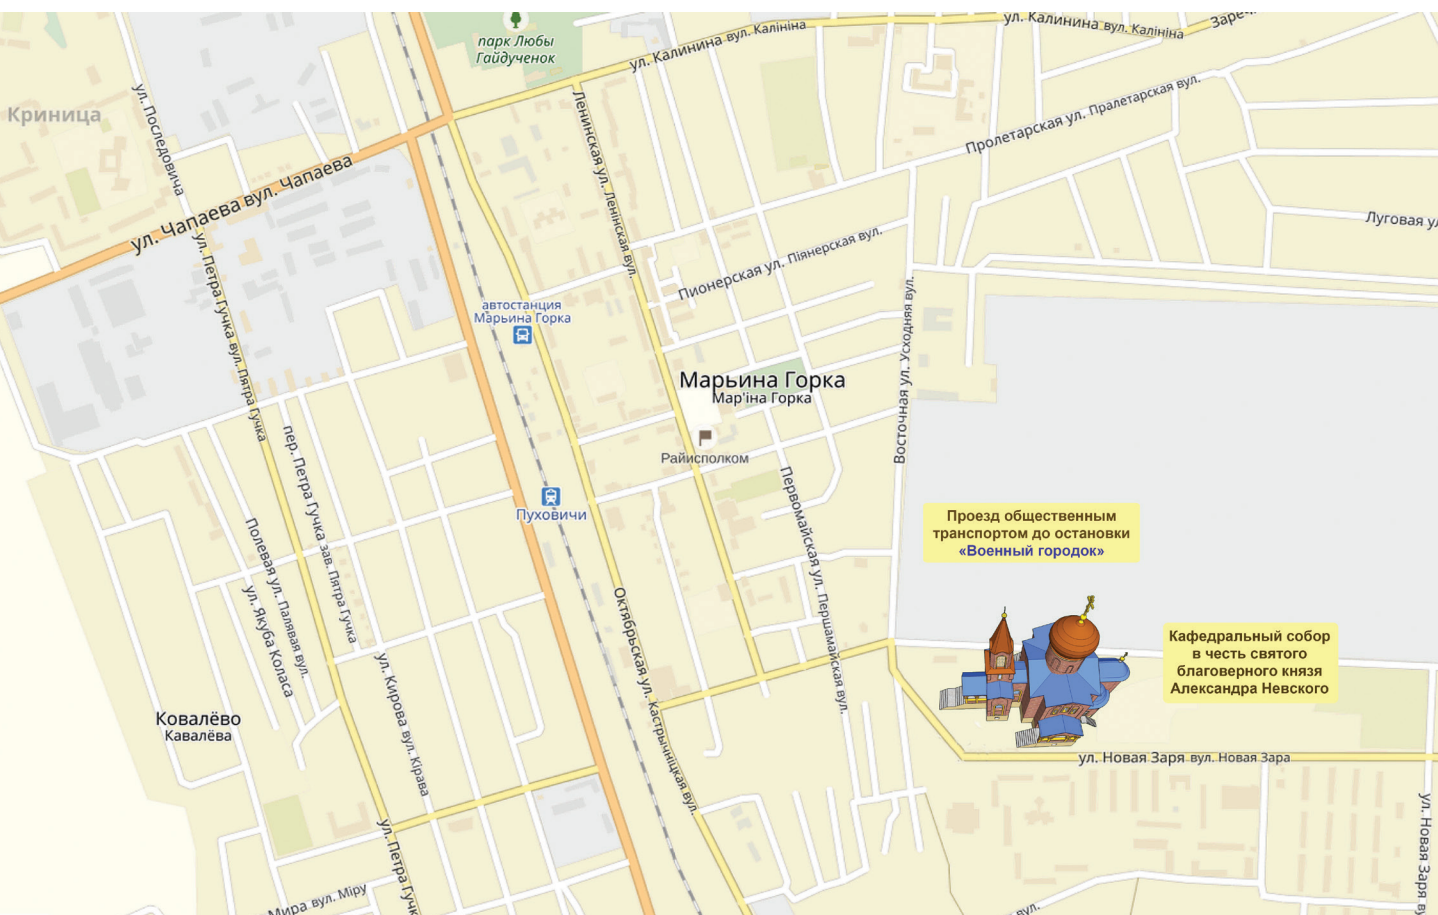 парк Любы
Гайдученок
ул. Калинина вул. Калініна
ул. Калинина вул. Калініна
Криница
ул. Последовича
ул. Чапаева вул. Чапаева
Ленинская ул. Ленінская вул.
Пролетарская ул. Пралетарская вул.
Луговая
ул. Петра Гучка вул. Пятра Гучка
Пионерская ул. Піянерская вул.
автостанция
Марьина Горка
Восточная ул. Усходняя вул.
Марьина Горка
Мар'іна Горка
Райисполком
пер. Петра Гучка зав. Пятра Гучка
Первомайская ул. Першамайская вул.
Пуховичи
Проезд общественным
транспортом до остановки
«Военный городок»
Полевая ул. Палявая вул.
ул. Якуба Коласа
Октябрьская ул. Кастрычніцкая вул.
Кафедральный собор
в честь святого
благоверного князя
Александра Невского
ул. Кирова вул. Кірава
Ковалёво
Кавалёва
ул. Новая Заря вул. Новая Зара
ул. Новая Заря
ул. Петра
Мира вул. Міру
вул.